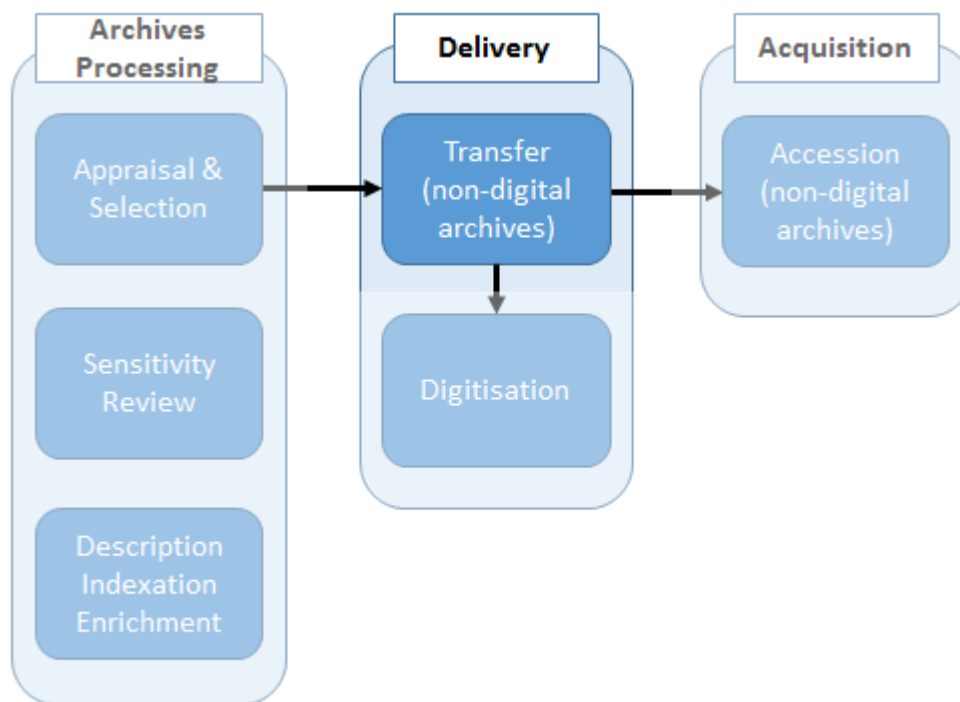 Archives
Processing
Appraisal &
Selection
Sensitivity
Review
Description
Indexation
Enrichment
Delivery
Transfer
(non-digital
archives)
Digitisation
Acquisition
Accession
(non-digital
archives)